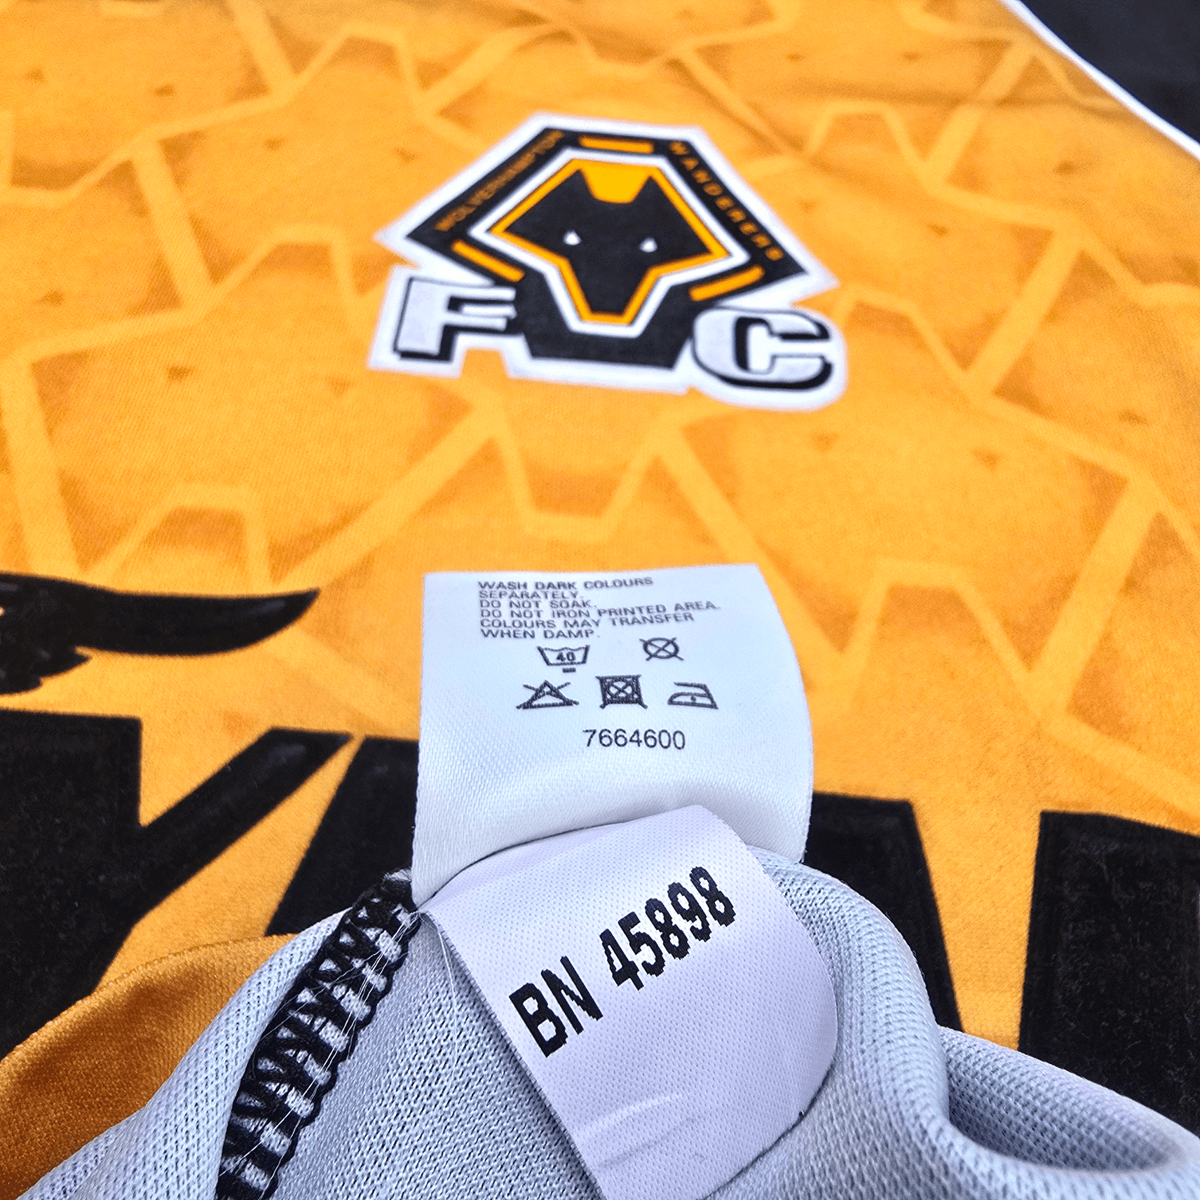 WOLVERHAMPTON WANDERERS
F C
WASH DARK COLOURS
SEPARATELY.
DO NOT SOAK.
DO NOT IRON PRINTED AREA.
COLOURS MAY TRANSFER
WHEN DAMP.
40
7664600
BN 45898